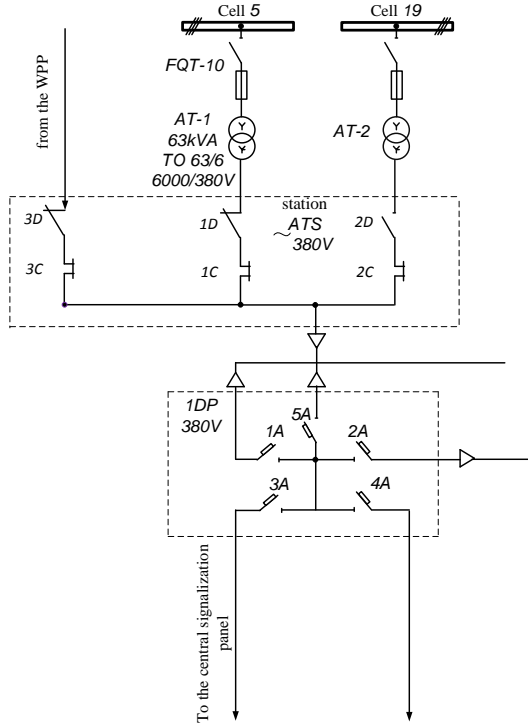 Cell 5
Cell 19
FQT-10
from the WPP
AT-1
63kVA
TO 63/6
6000/380V
AT-2
station
ATS
~ 380V
3D
1D
2D
3C
1C
2C
1DP
380V
5A
1A
2A
3A
4A
To the central signalization
panel